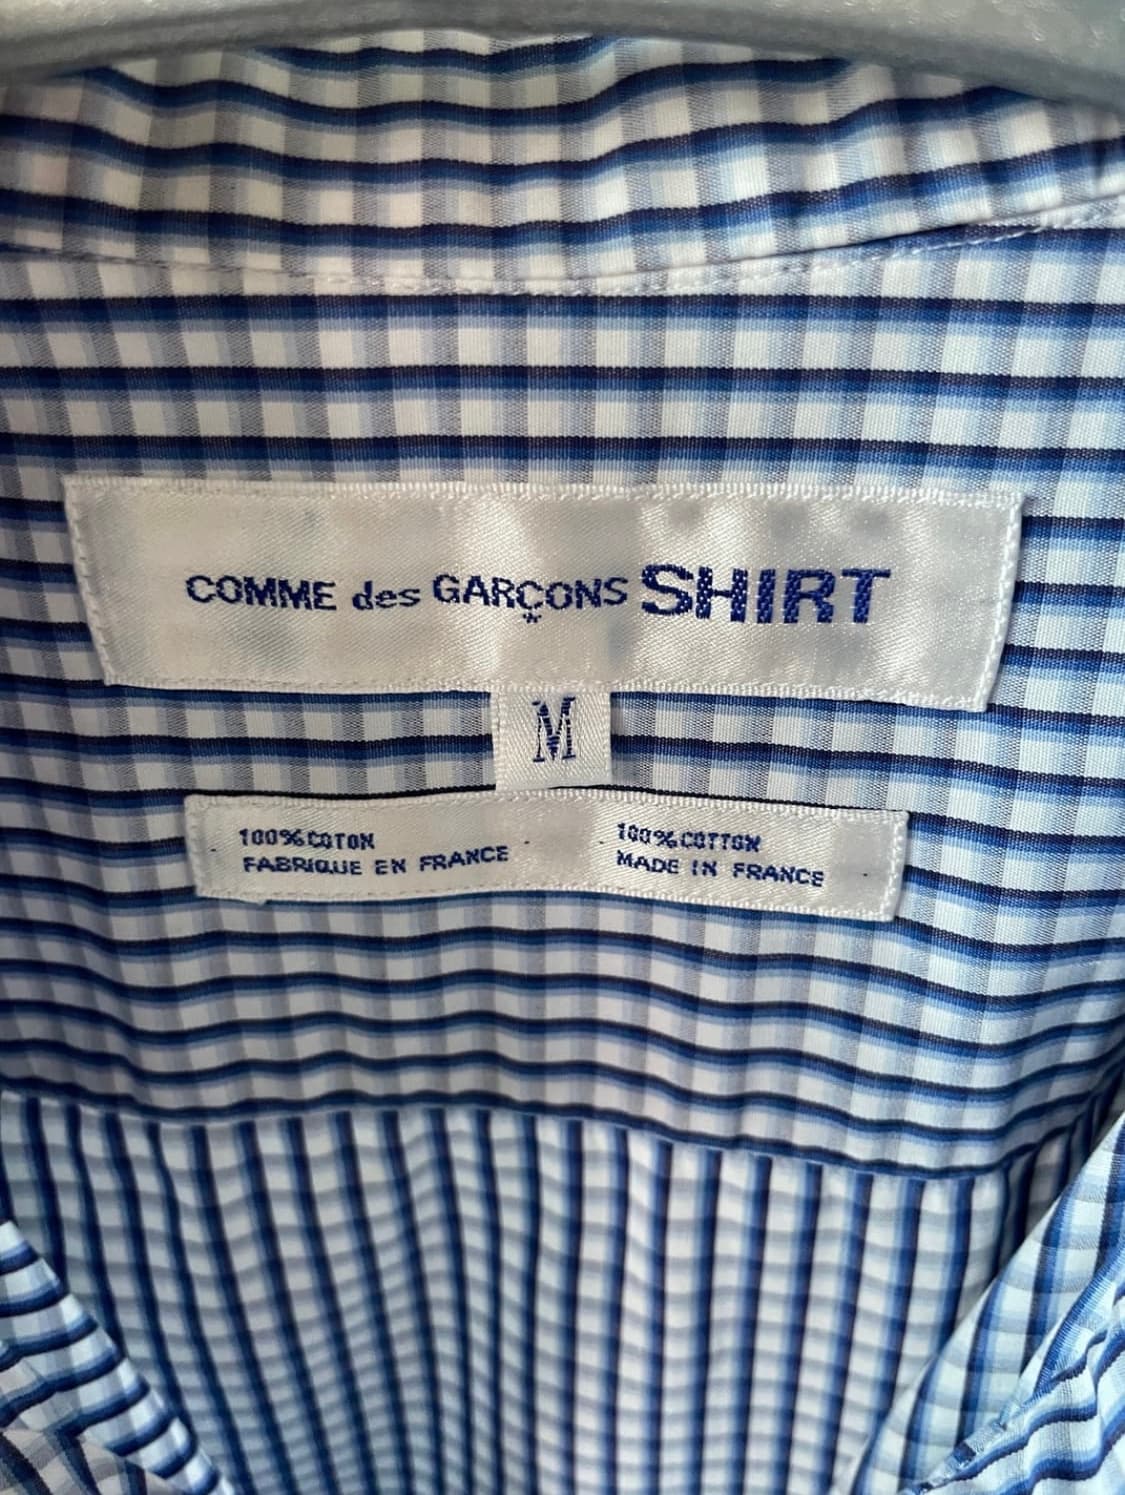 COMME des GARÇONS SHIRT
M
100% COTON
FABRIQUE EN FRANCE
100% COTTON
MADE IN FRANCE